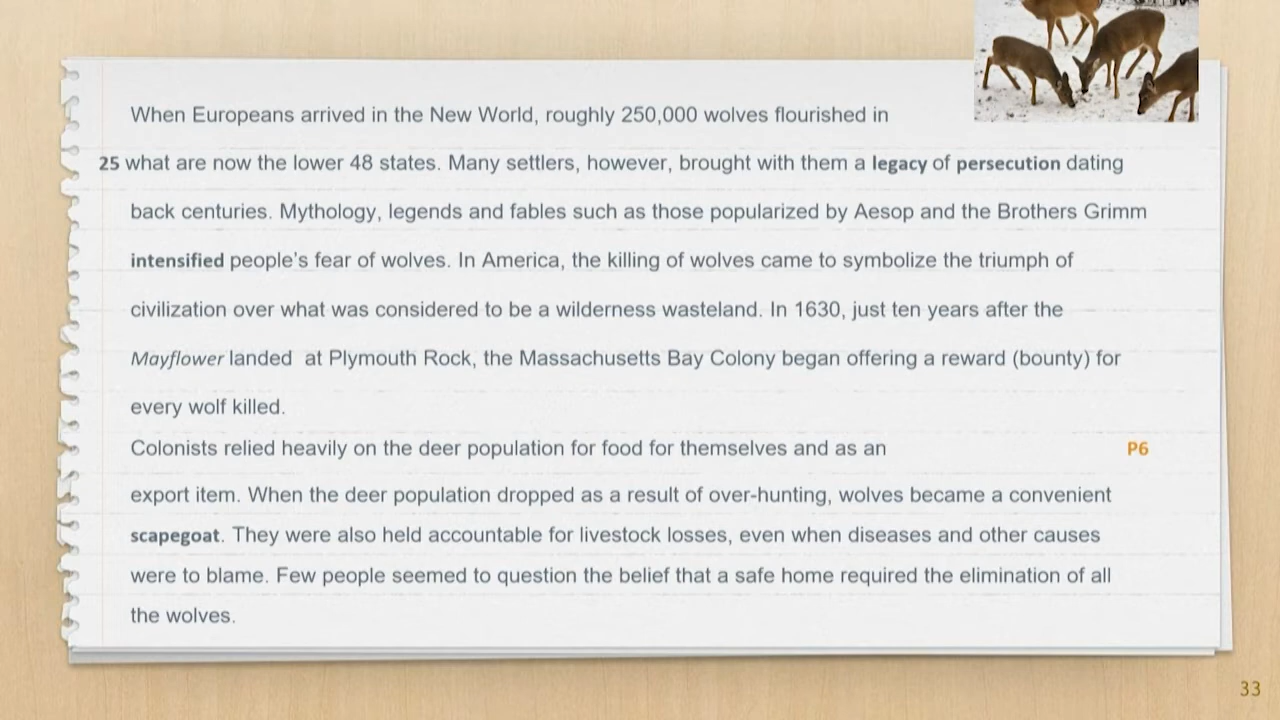 When Europeans arrived in the New World, roughly 250,000 wolves flourished in
25 what are now the lower 48 states. Many settlers, however, brought with them a legacy of persecution dating
back centuries. Mythology, legends and fables such as those popularized by Aesop and the Brothers Grimm
intensified people's fear of wolves. In America, the killing of wolves came to symbolize the triumph of
civilization over what was considered to be a wilderness wasteland. In 1630, just ten years after the
Mayflower landed at Plymouth Rock, the Massachusetts Bay Colony began offering a reward (bounty) for
every wolf killed.
Colonists relied heavily on the deer population for food for themselves and as an P6
export item. When the deer population dropped as a result of over-hunting, wolves became a convenient
scapegoat. They were also held accountable for livestock losses, even when diseases and other causes
were to blame. Few people seemed to question the belief that a safe home required the elimination of all
the wolves.
33